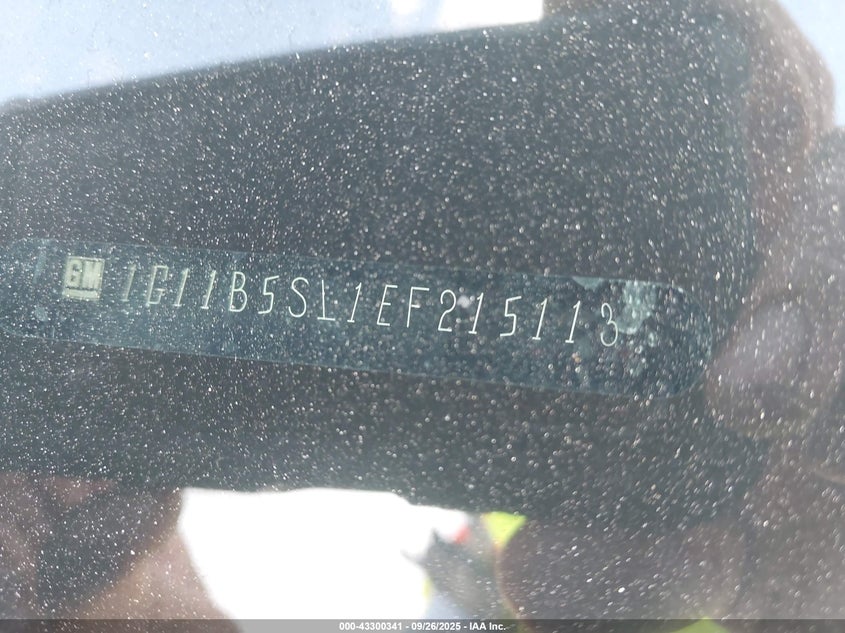 GM 1G11B5SL1EF215113
000-43300341 - 09/26/2025 - IAA Inc.